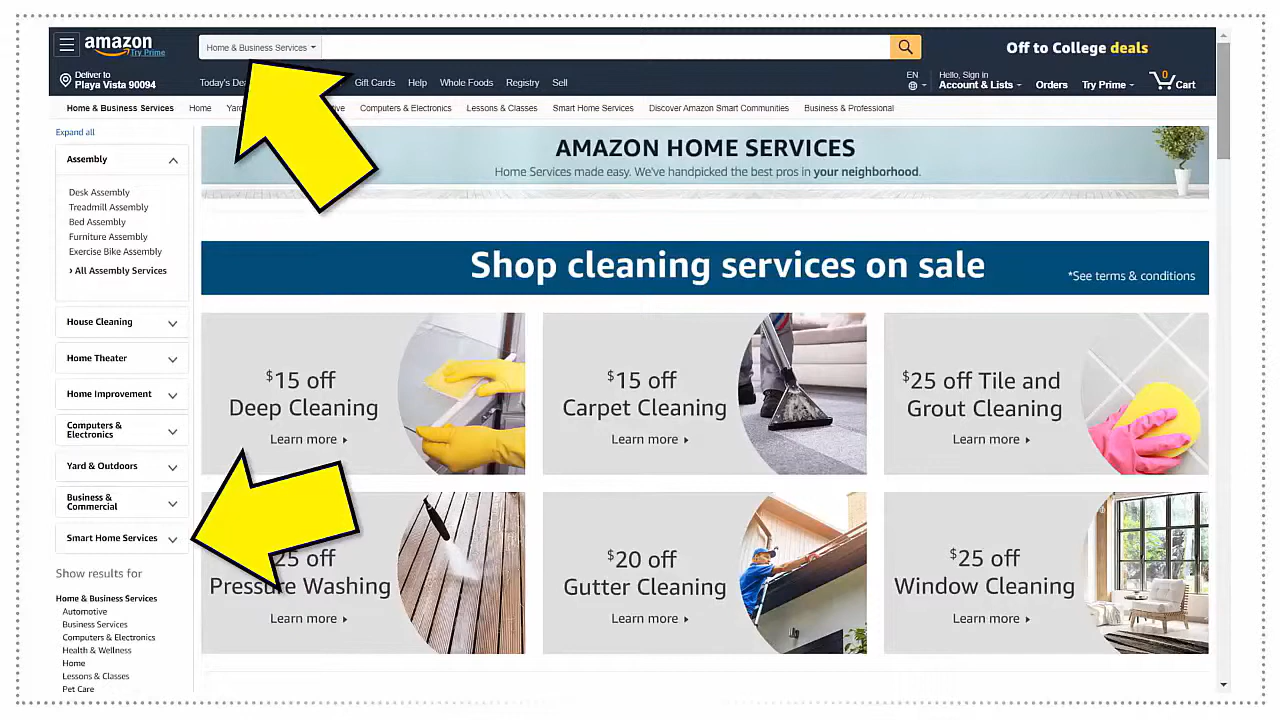 amazon
Try Prime
Home & Business Services
Off to College deals
Deliver to
Playa Vista 90094
Today's
Gift Cards
Help
Whole Foods
Registry
Sell
EN
Hello, Sign in
Account & Lists
Orders
Try Prime
0
Cart
Home & Business Services
Home
Computers & Electronics
Lessons & Classes
Smart Home Services
Discover Amazon Smart Communities
Business & Professional
Expand all
Assembly
Desk Assembly
Treadmill Assembly
Bed Assembly
Furniture Assembly
Exercise Bike Assembly
› All Assembly Services
House Cleaning
Home Theater
Home Improvement
Computers &
Electronics
Yard & Outdoors
Business &
Commercial
Smart Home Services
Show results for
Home & Business Services
Automotive
Business Services
Computers & Electronics
Health & Wellness
Home
Lessons & Classes
Pet Care
AMAZON HOME SERVICES
Home Services made easy. We've handpicked the best pros in your neighborhood.
Shop cleaning services on sale
*See terms & conditions
$15 off
Deep Cleaning
Learn more
$15 off
Carpet Cleaning
Learn more
$25 off Tile and
Grout Cleaning
Learn more
25 off
Pressure Washing
Learn more
$20 off
Gutter Cleaning
Learn more
$25 off
Window Cleaning
Learn more